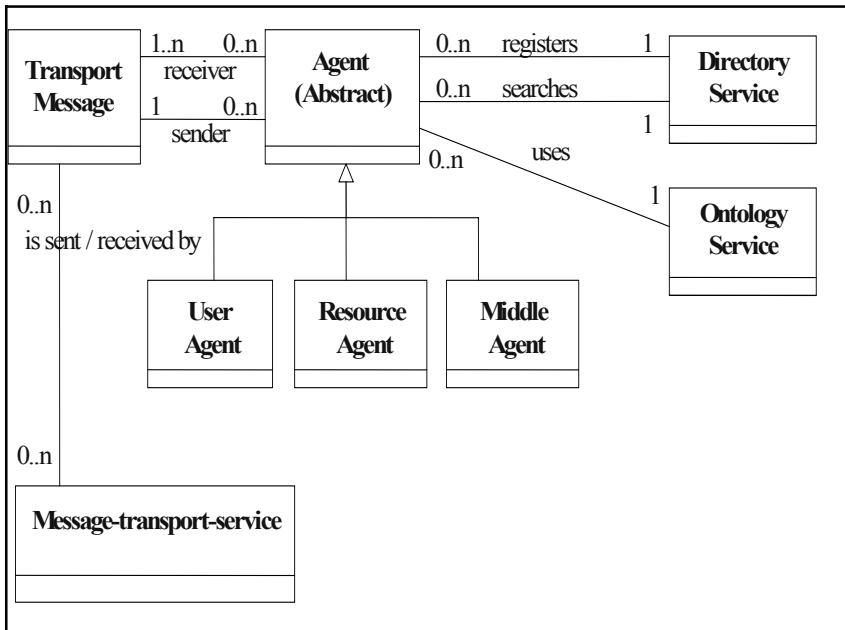 1..n 0..n
receiver
Transport
Message
1 0..n
sender
Agent
(Abstract)
0..n registers 1
0..n searches
1
Directory
Service
0..n
uses
1
Ontology
Service
0..n
is sent / received by
User
Agent
Resource
Agent
Middle
Agent
0..n
Message-transport-service